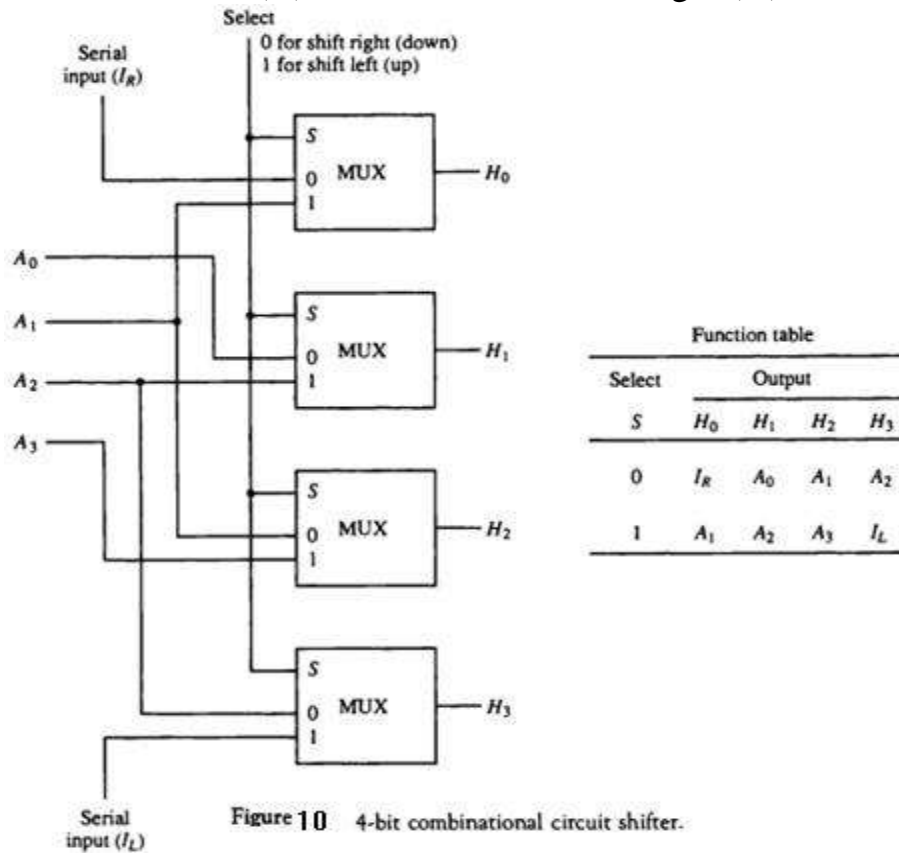 Select
0 for shift right (down)
1 for shift left (up)
Serial
input (I_R)
S
MUX
0
1
H_0
A_0
A_1
A_2
A_3
S
MUX
0
1
H_1
S
MUX
0
1
H_2
S
MUX
0
1
H_3
Serial
input (I_L)
Function table
Select Output
S H_0 H_1 H_2 H_3
0 I_R A_0 A_1 A_2
1 A_1 A_2 A_3 I_L
Figure 10 4-bit combinational circuit shifter.